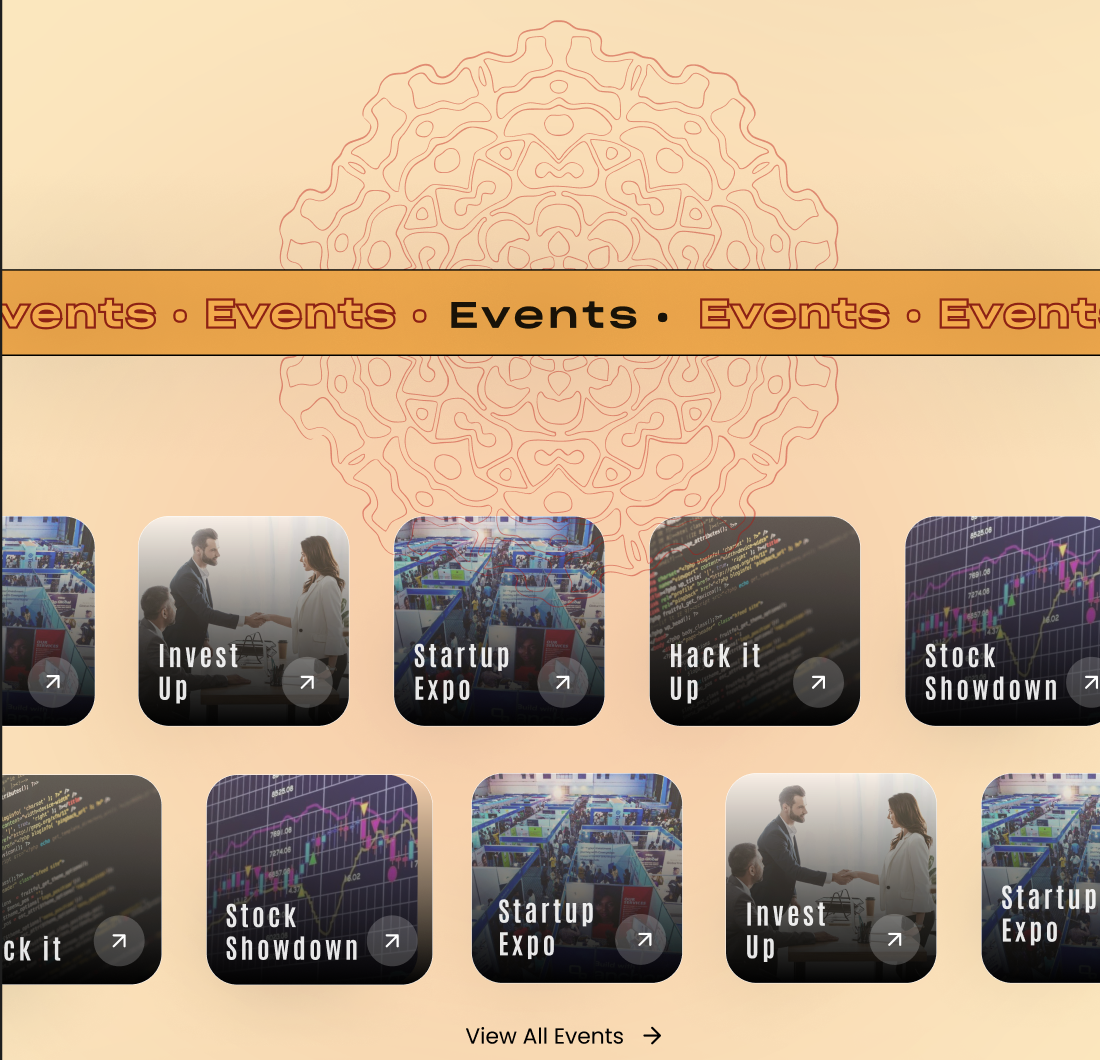 vents • Events • Events • Events • Event
Invest
Up
Startup
Expo
Hack it
Up
Stock
Showdown
ck it
Stock
Showdown
Startup
Expo
Invest
Up
Startup
Expo
View All Events →